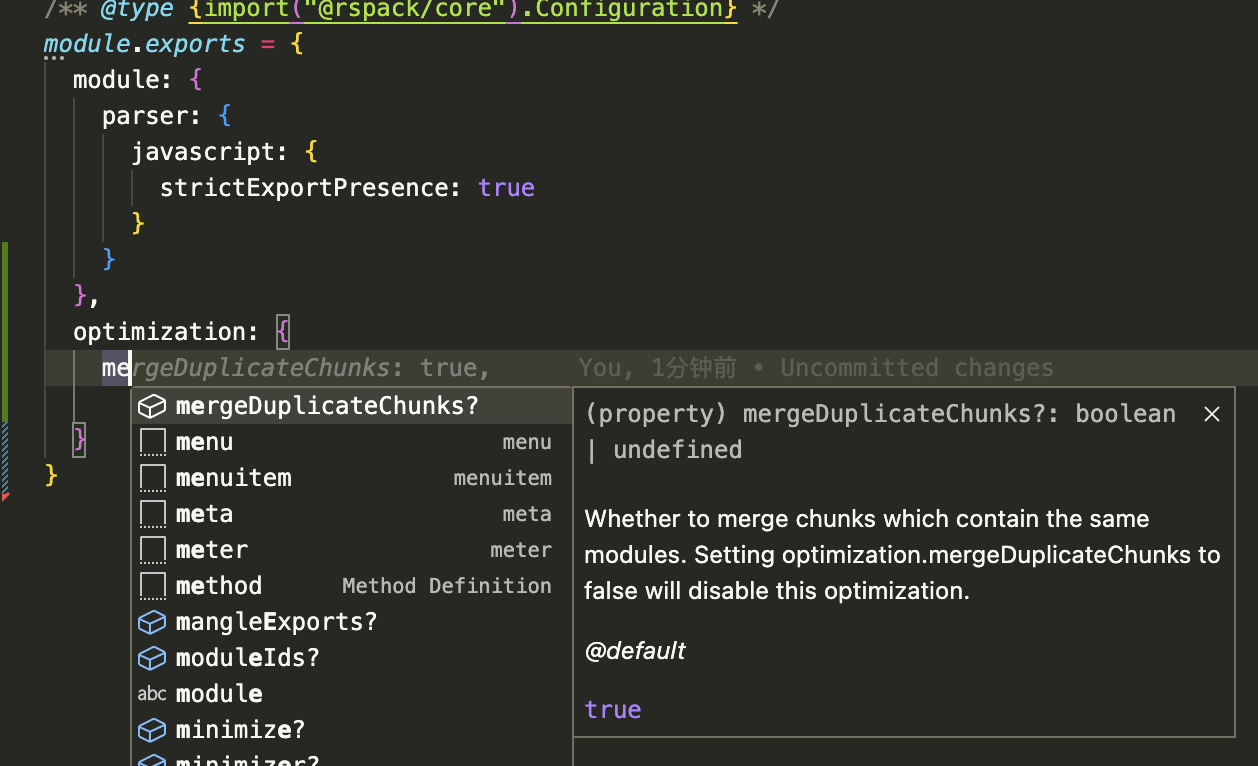 /** @type {import("@rspack/core").Configuration} */
module.exports = {
module: {
parser: {
javascript: {
strictExportPresence: true
}
}
},
optimization: {
mergeDuplicateChunks: true, You, 1分钟前 • Uncommitted changes
}
}
mergeDuplicateChunks?
menu menu
menuitem menuitem
meta meta
meter meter
method Method Definition
mangleExports?
moduleIds?
abc module
minimize?
minimizer?
(property) mergeDuplicateChunks?: boolean
| undefined
Whether to merge chunks which contain the same
modules. Setting optimization.mergeDuplicateChunks to
false will disable this optimization.
@default
true